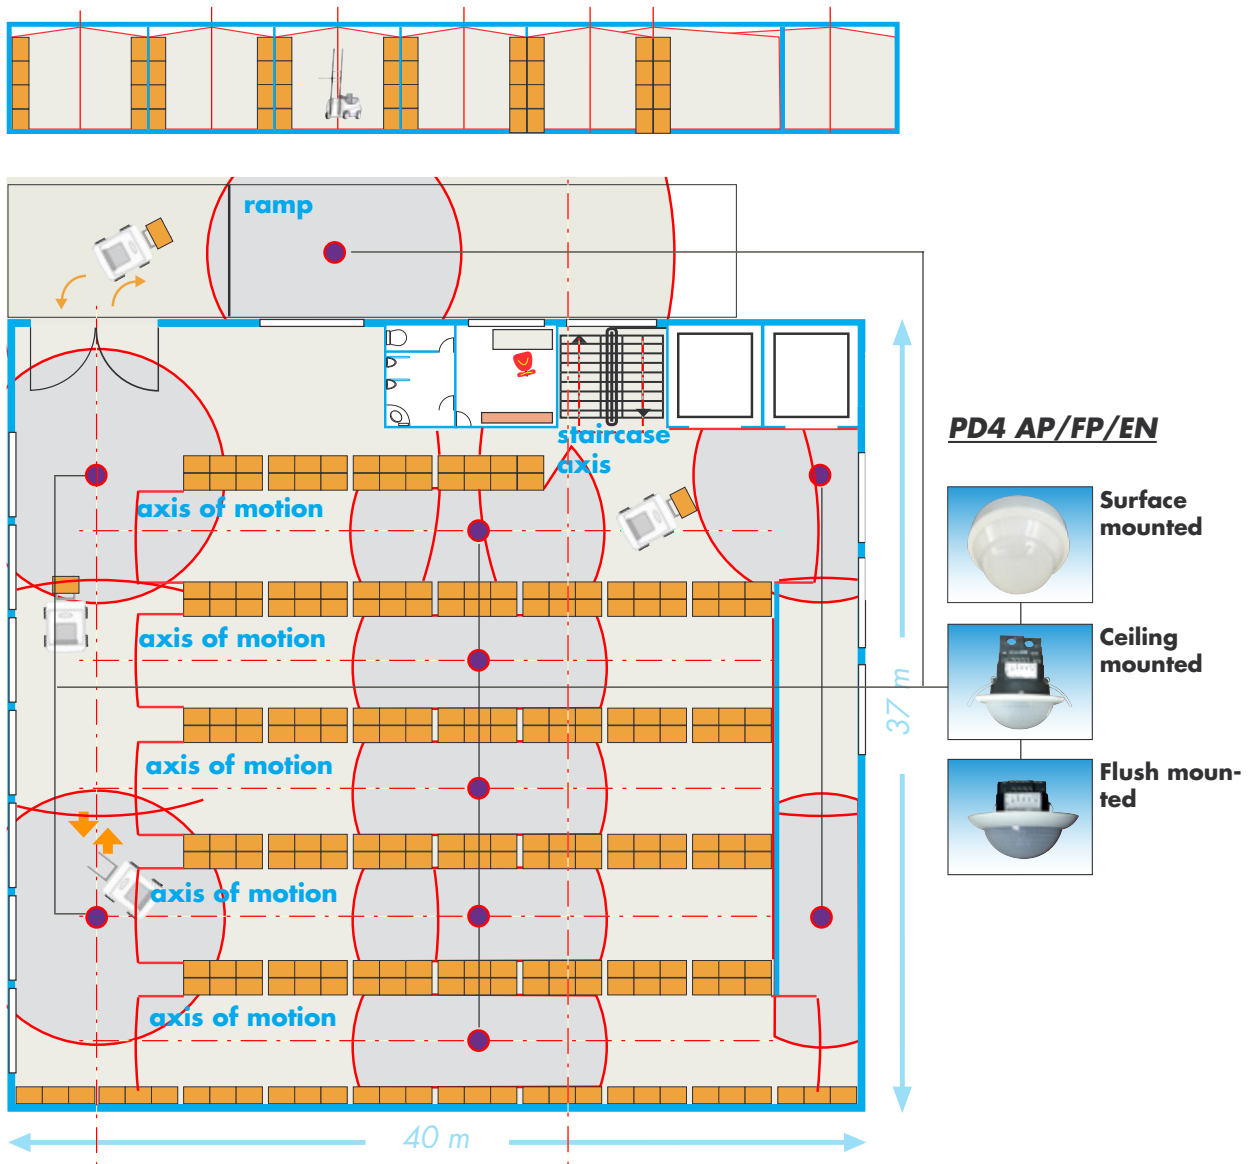 ramp
staircase
axis
PD4 AP/FP/EN
axis of motion
Surface
mounted
axis of motion
Ceiling
mounted
37 m
axis of motion
Flush moun-
ted
axis of motion
axis of motion
40 m